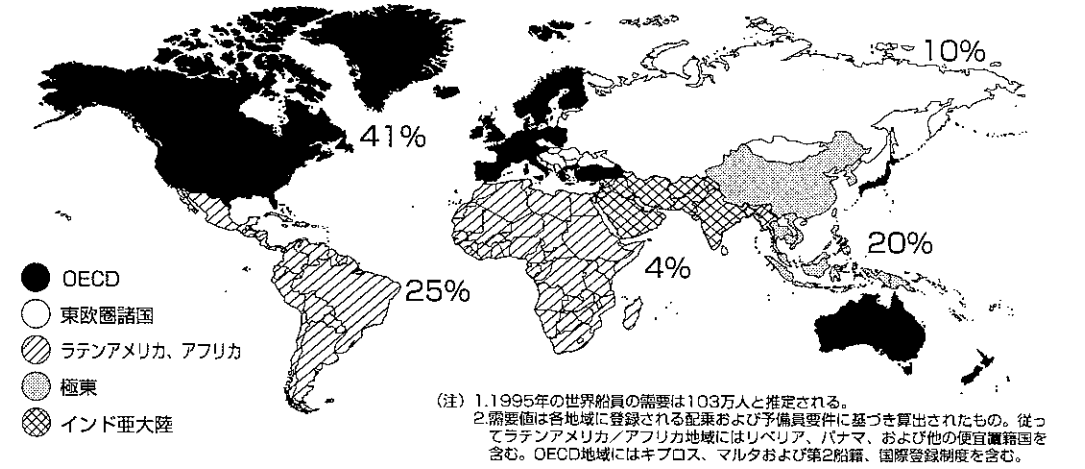 10%
41%
20%
4%
25%
OECD
東欧圏諸国
ラテンアメリカ、アフリカ
極東
インド亜大陸
(注) 1.1995年の世界船員の需要は103万人と推定される。
2.需要値は各地域に登録される配乗および予備員要件に基づき算出されたもの。従っ
てラテンアメリカ/アフリカ地域にはリベリア、パナマ、および他の便宜置籍国を
含む。OECD地域にはキプロス、マルタおよび第2船籍、国際登録制度を含む。